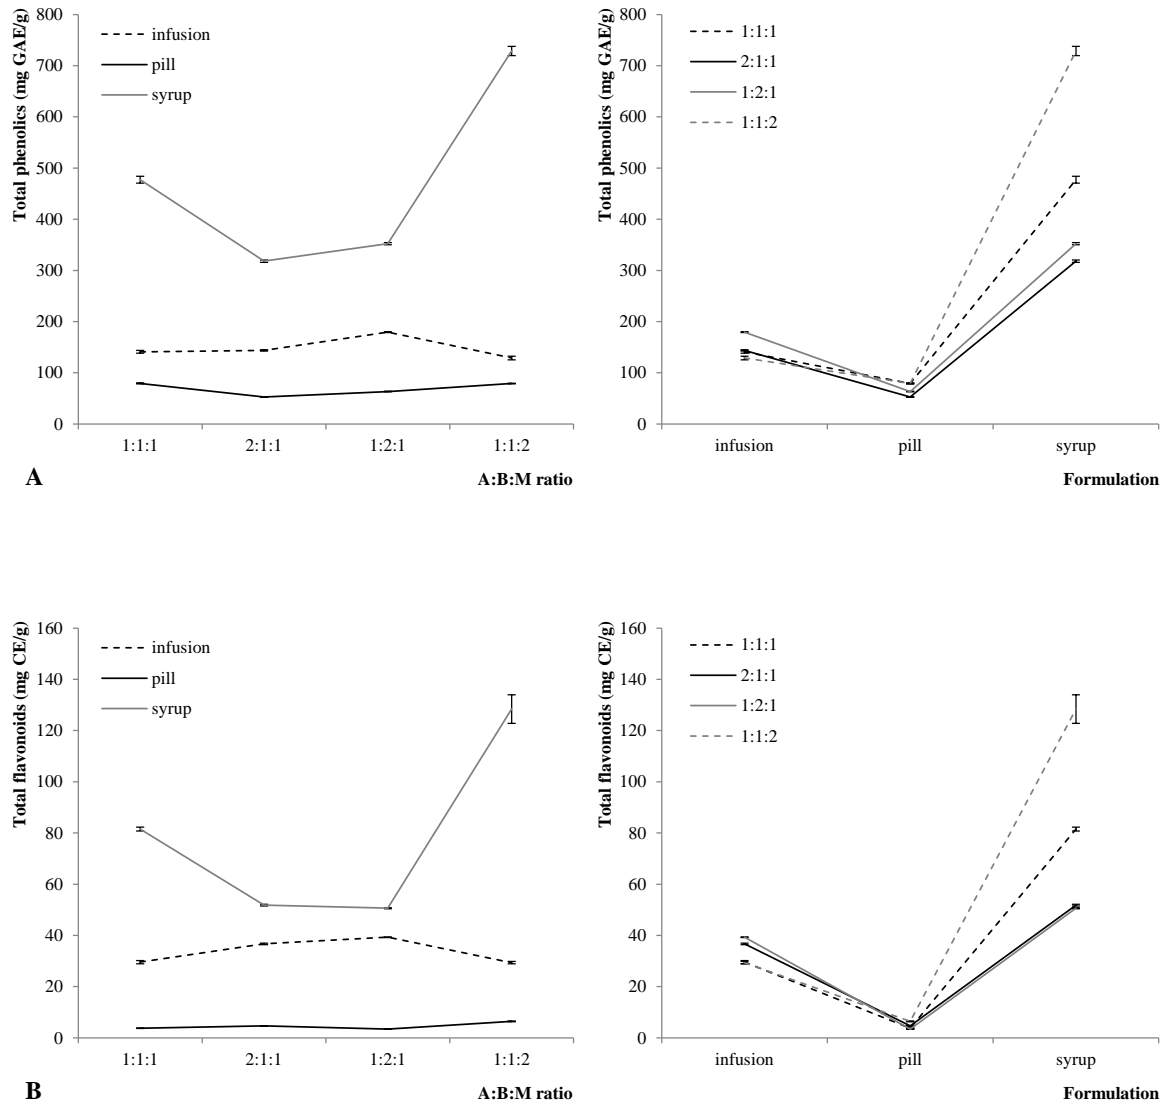 Total phenolics (mg GAE/g)
800
700
600
500
400
300
200
100
0
infusion
pill
syrup
1:1:1 2:1:1 1:2:1 1:1:2
A:B:M ratio
A
Total phenolics (mg GAE/g)
800
700
600
500
400
300
200
100
0
1:1:1
2:1:1
1:2:1
1:1:2
infusion pill syrup
Formulation
Total flavonoids (mg CE/g)
160
140
120
100
80
60
40
20
0
infusion
pill
syrup
1:1:1 2:1:1 1:2:1 1:1:2
A:B:M ratio
B
Total flavonoids (mg CE/g)
160
140
120
100
80
60
40
20
0
1:1:1
2:1:1
1:2:1
1:1:2
infusion pill syrup
Formulation